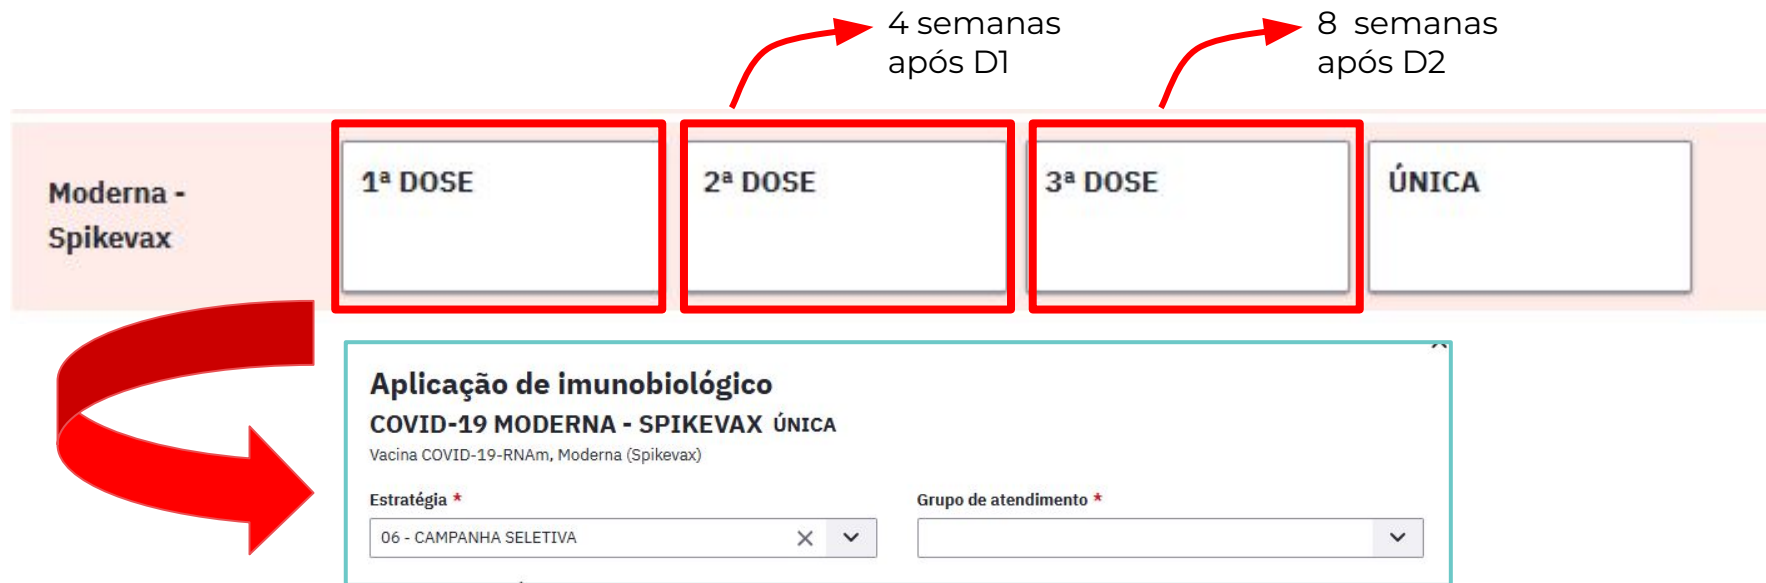 4 semanas
após D1
8 semanas
após D2
Moderna -
Spikevax
1ª DOSE
2ª DOSE
3ª DOSE
ÚNICA
Aplicação de imunobiológico
COVID-19 MODERNA - SPIKEVAX ÚNICA
Vacina COVID-19-RNAm, Moderna (Spikevax)
Estratégia *
Grupo de atendimento *
06 - CAMPANHA SELETIVA